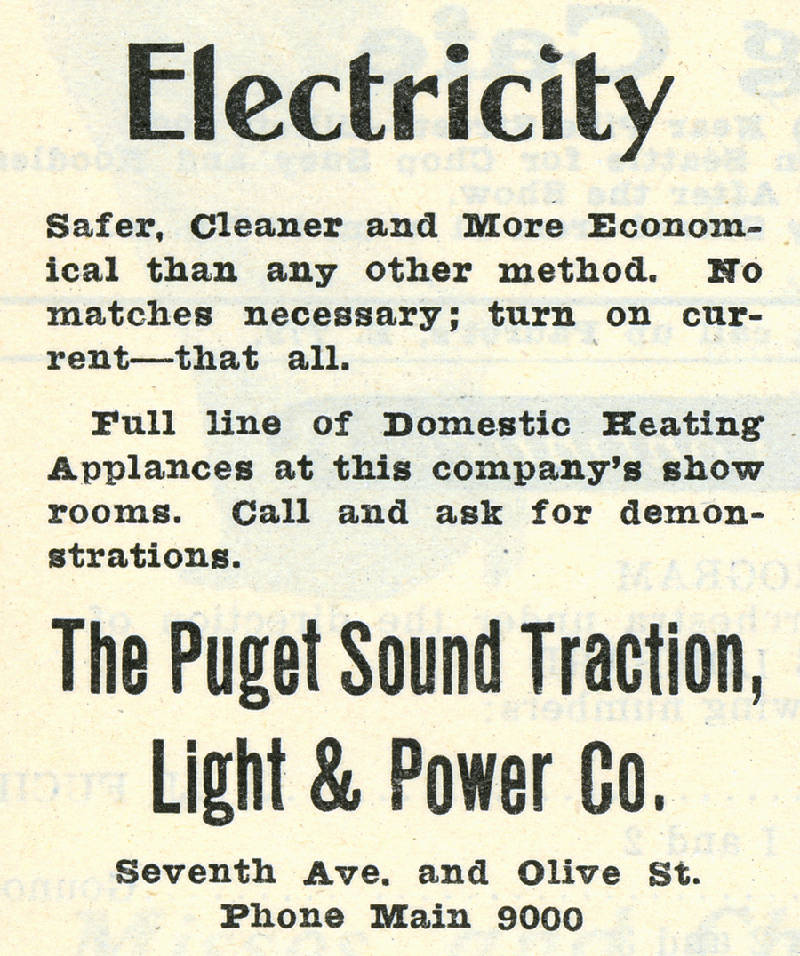 Electricity
Safer, Cleaner and More Econom-
ical than any other method. No
matches necessary; turn on cur-
rent—that all.
Full line of Domestic Heating
Applances at this company's show
rooms. Call and ask for demon-
strations.
The Puget Sound Traction,
Light & Power Co.
Seventh Ave. and Olive St.
Phone Main 9000